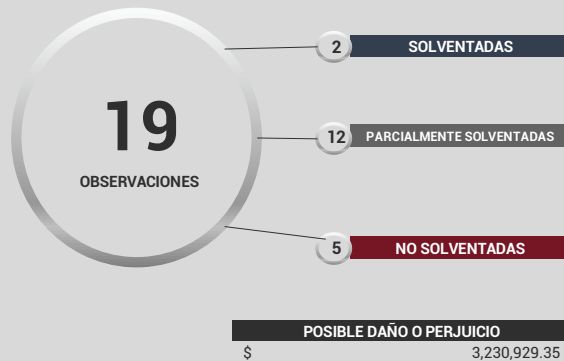 19
OBSERVACIONES
2 SOLVENTADAS
12 PARCIALMENTE SOLVENTADAS
5 NO SOLVENTADAS
POSIBLE DAÑO O PERJUICIO
$ 3,230,929.35